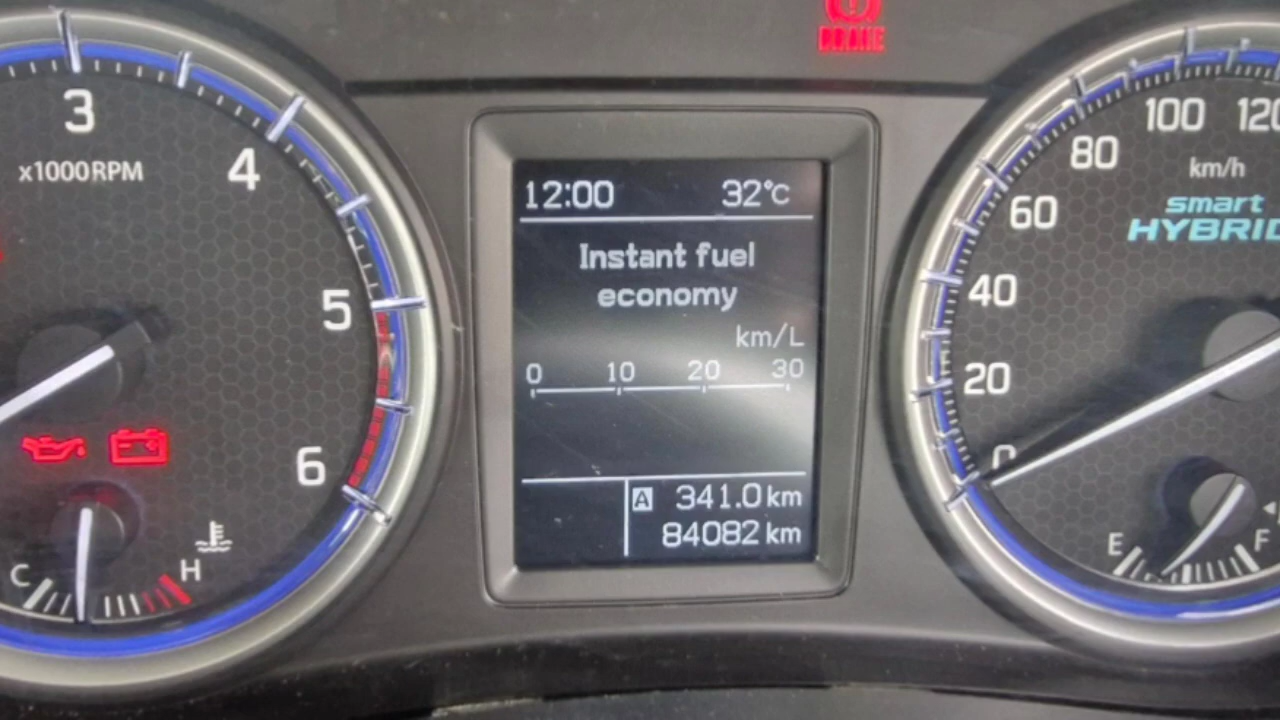 BRAKE
3
x1000RPM
4
5
6
C
H
12:00 32°C
Instant fuel
economy
km/L
0 10 20 30
A 341.0 km
84082 km
100 120
80
km/h
60
smart
HYBRID
40
20
0
E
F